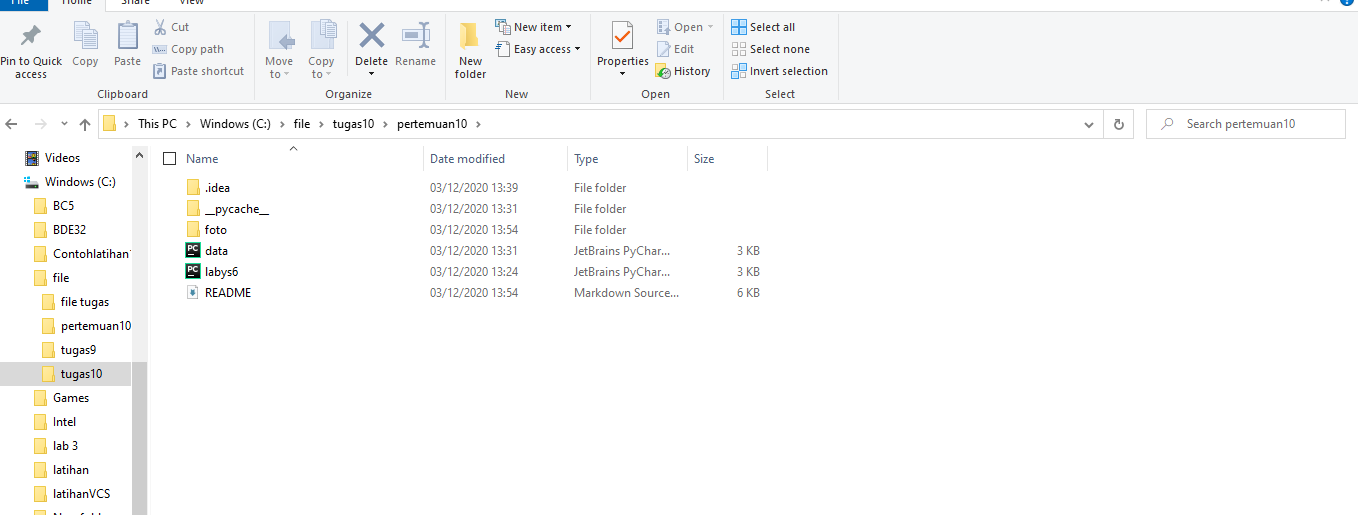 File Home Share View
Cut
Copy path
Paste shortcut
Pin to Quick access
Copy
Paste
Clipboard
Move to
Copy to
Delete
Rename
Organize
New folder
New item
Easy access
New
Properties
Open
Edit
History
Open
Select all
Select none
Invert selection
Select
This PC > Windows (C:) > file > tugas10 > pertemuan10 >
Search pertemuan10
Videos
Windows (C:)
BC5
BDE32
Contohlatihan
file
file tugas
pertemuan10
tugas9
tugas10
Games
Intel
lab 3
latihan
latihanVCS
Name Date modified Type Size
.idea 03/12/2020 13:39 File folder
__pycache__ 03/12/2020 13:31 File folder
foto 03/12/2020 13:54 File folder
data 03/12/2020 13:31 JetBrains PyChar... 3 KB
labys6 03/12/2020 13:24 JetBrains PyChar... 3 KB
README 03/12/2020 13:54 Markdown Source... 6 KB